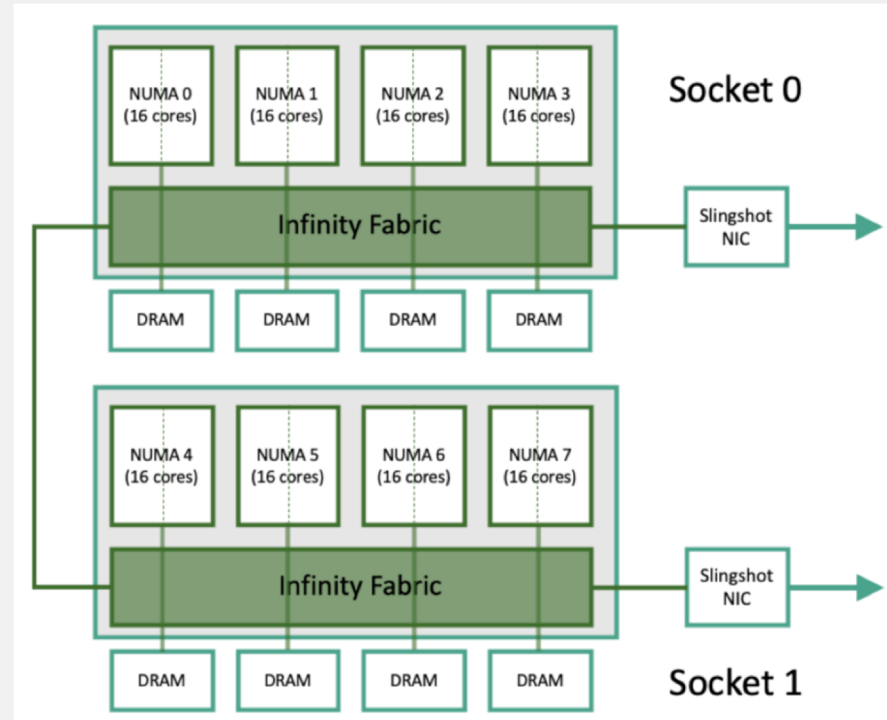 NUMA 0
(16 cores)
NUMA 1
(16 cores)
NUMA 2
(16 cores)
NUMA 3
(16 cores)
Socket 0
Infinity Fabric
Slingshot
NIC
DRAM
DRAM
DRAM
DRAM
NUMA 4
(16 cores)
NUMA 5
(16 cores)
NUMA 6
(16 cores)
NUMA 7
(16 cores)
Infinity Fabric
Slingshot
NIC
DRAM
DRAM
DRAM
DRAM
Socket 1